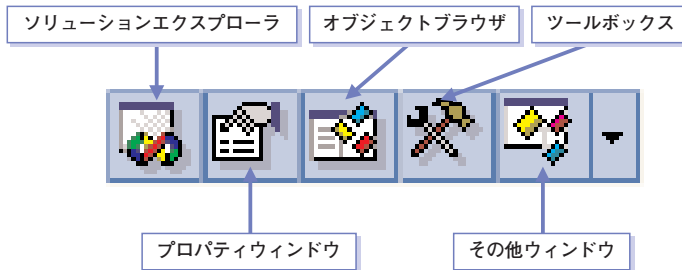 ソリューションエクスプローラ
オブジェクトブラウザ
ツールボックス
プロパティウィンドウ
その他ウィンドウ